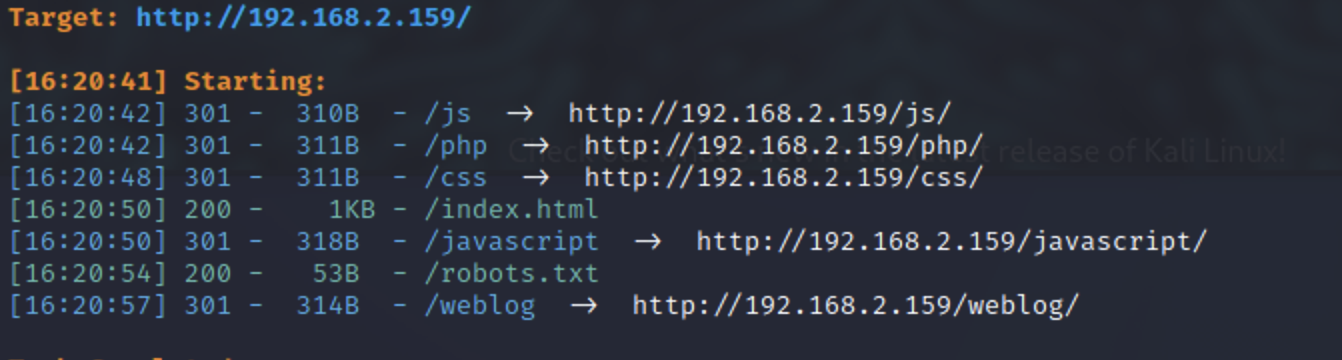 Target: http://192.168.2.159/
[16:20:41] Starting:
[16:20:42] 301 - 310B - /js → http://192.168.2.159/js/
[16:20:42] 301 - 311B - /php → http://192.168.2.159/php/
[16:20:48] 301 - 311B - /css → http://192.168.2.159/css/
[16:20:50] 200 - 1KB - /index.html
[16:20:50] 301 - 318B - /javascript → http://192.168.2.159/javascript/
[16:20:54] 200 - 53B - /robots.txt
[16:20:57] 301 - 314B - /weblog → http://192.168.2.159/weblog/
release of Kali Linux!